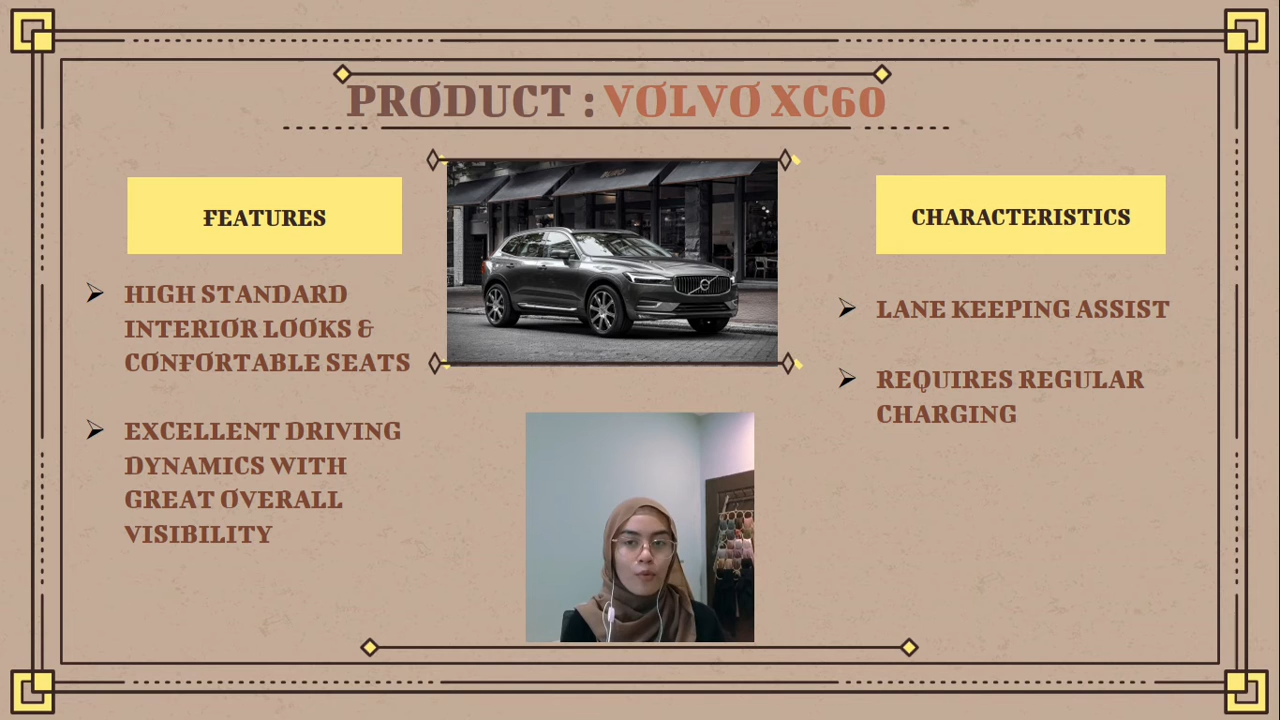 PRODUCT : VOLVO XC60
FEATURES
HIGH STANDARD
INTERIOR LOOKS &
CONFORTABLE SEATS
EXCELLENT DRIVING
DYNAMICS WITH
GREAT OVERALL
VISIBILITY
CHARACTERISTICS
LANE KEEPING ASSIST
REQUIRES REGULAR
CHARGING